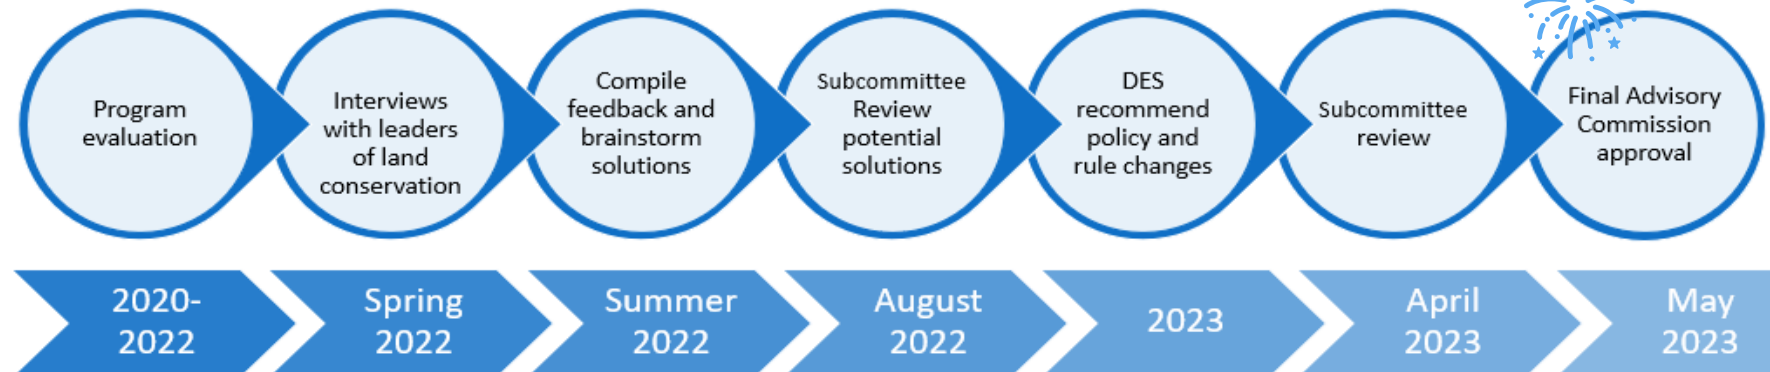 Program
evaluation
Interviews
with leaders
of land
conservation
Compile
feedback and
brainstorm
solutions
Subcommittee
Review
potential
solutions
DES
recommend
policy and
rule changes
Subcommittee
review
Final Advisory
Commission
approval
2020-
2022
Spring
2022
Summer
2022
August
2022
2023
April
2023
May
2023